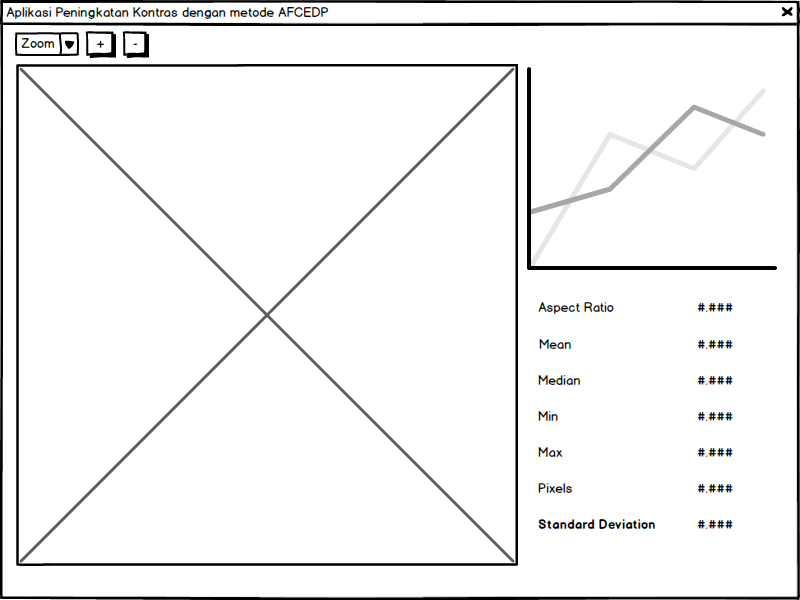 Aplikasi Peningkatan Kontras dengan metode AFCEDP
Zoom + -
Aspect Ratio #.###
Mean #.###
Median #.###
Min #.###
Max #.###
Pixels #.###
Standard Deviation #.###